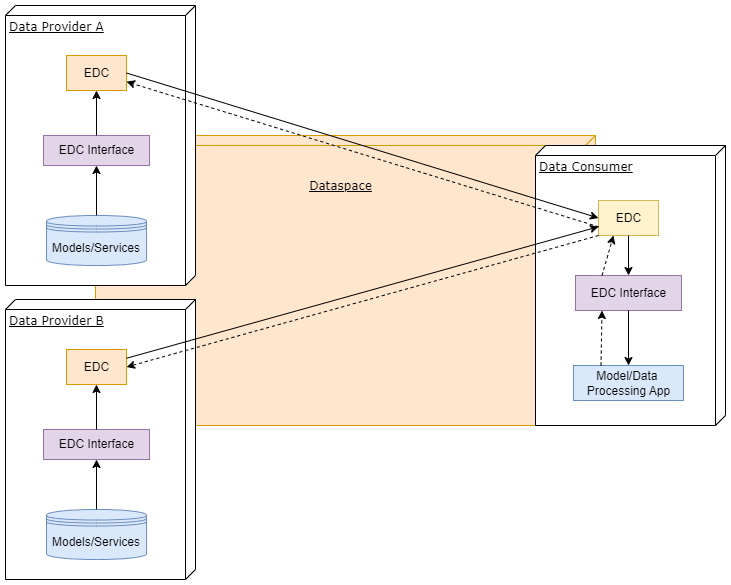 Data Provider A
EDC
EDC Interface
Models/Services
Dataspace
Data Consumer
EDC
EDC Interface
Model/Data
Processing App
Data Provider B
EDC
EDC Interface
Models/Services